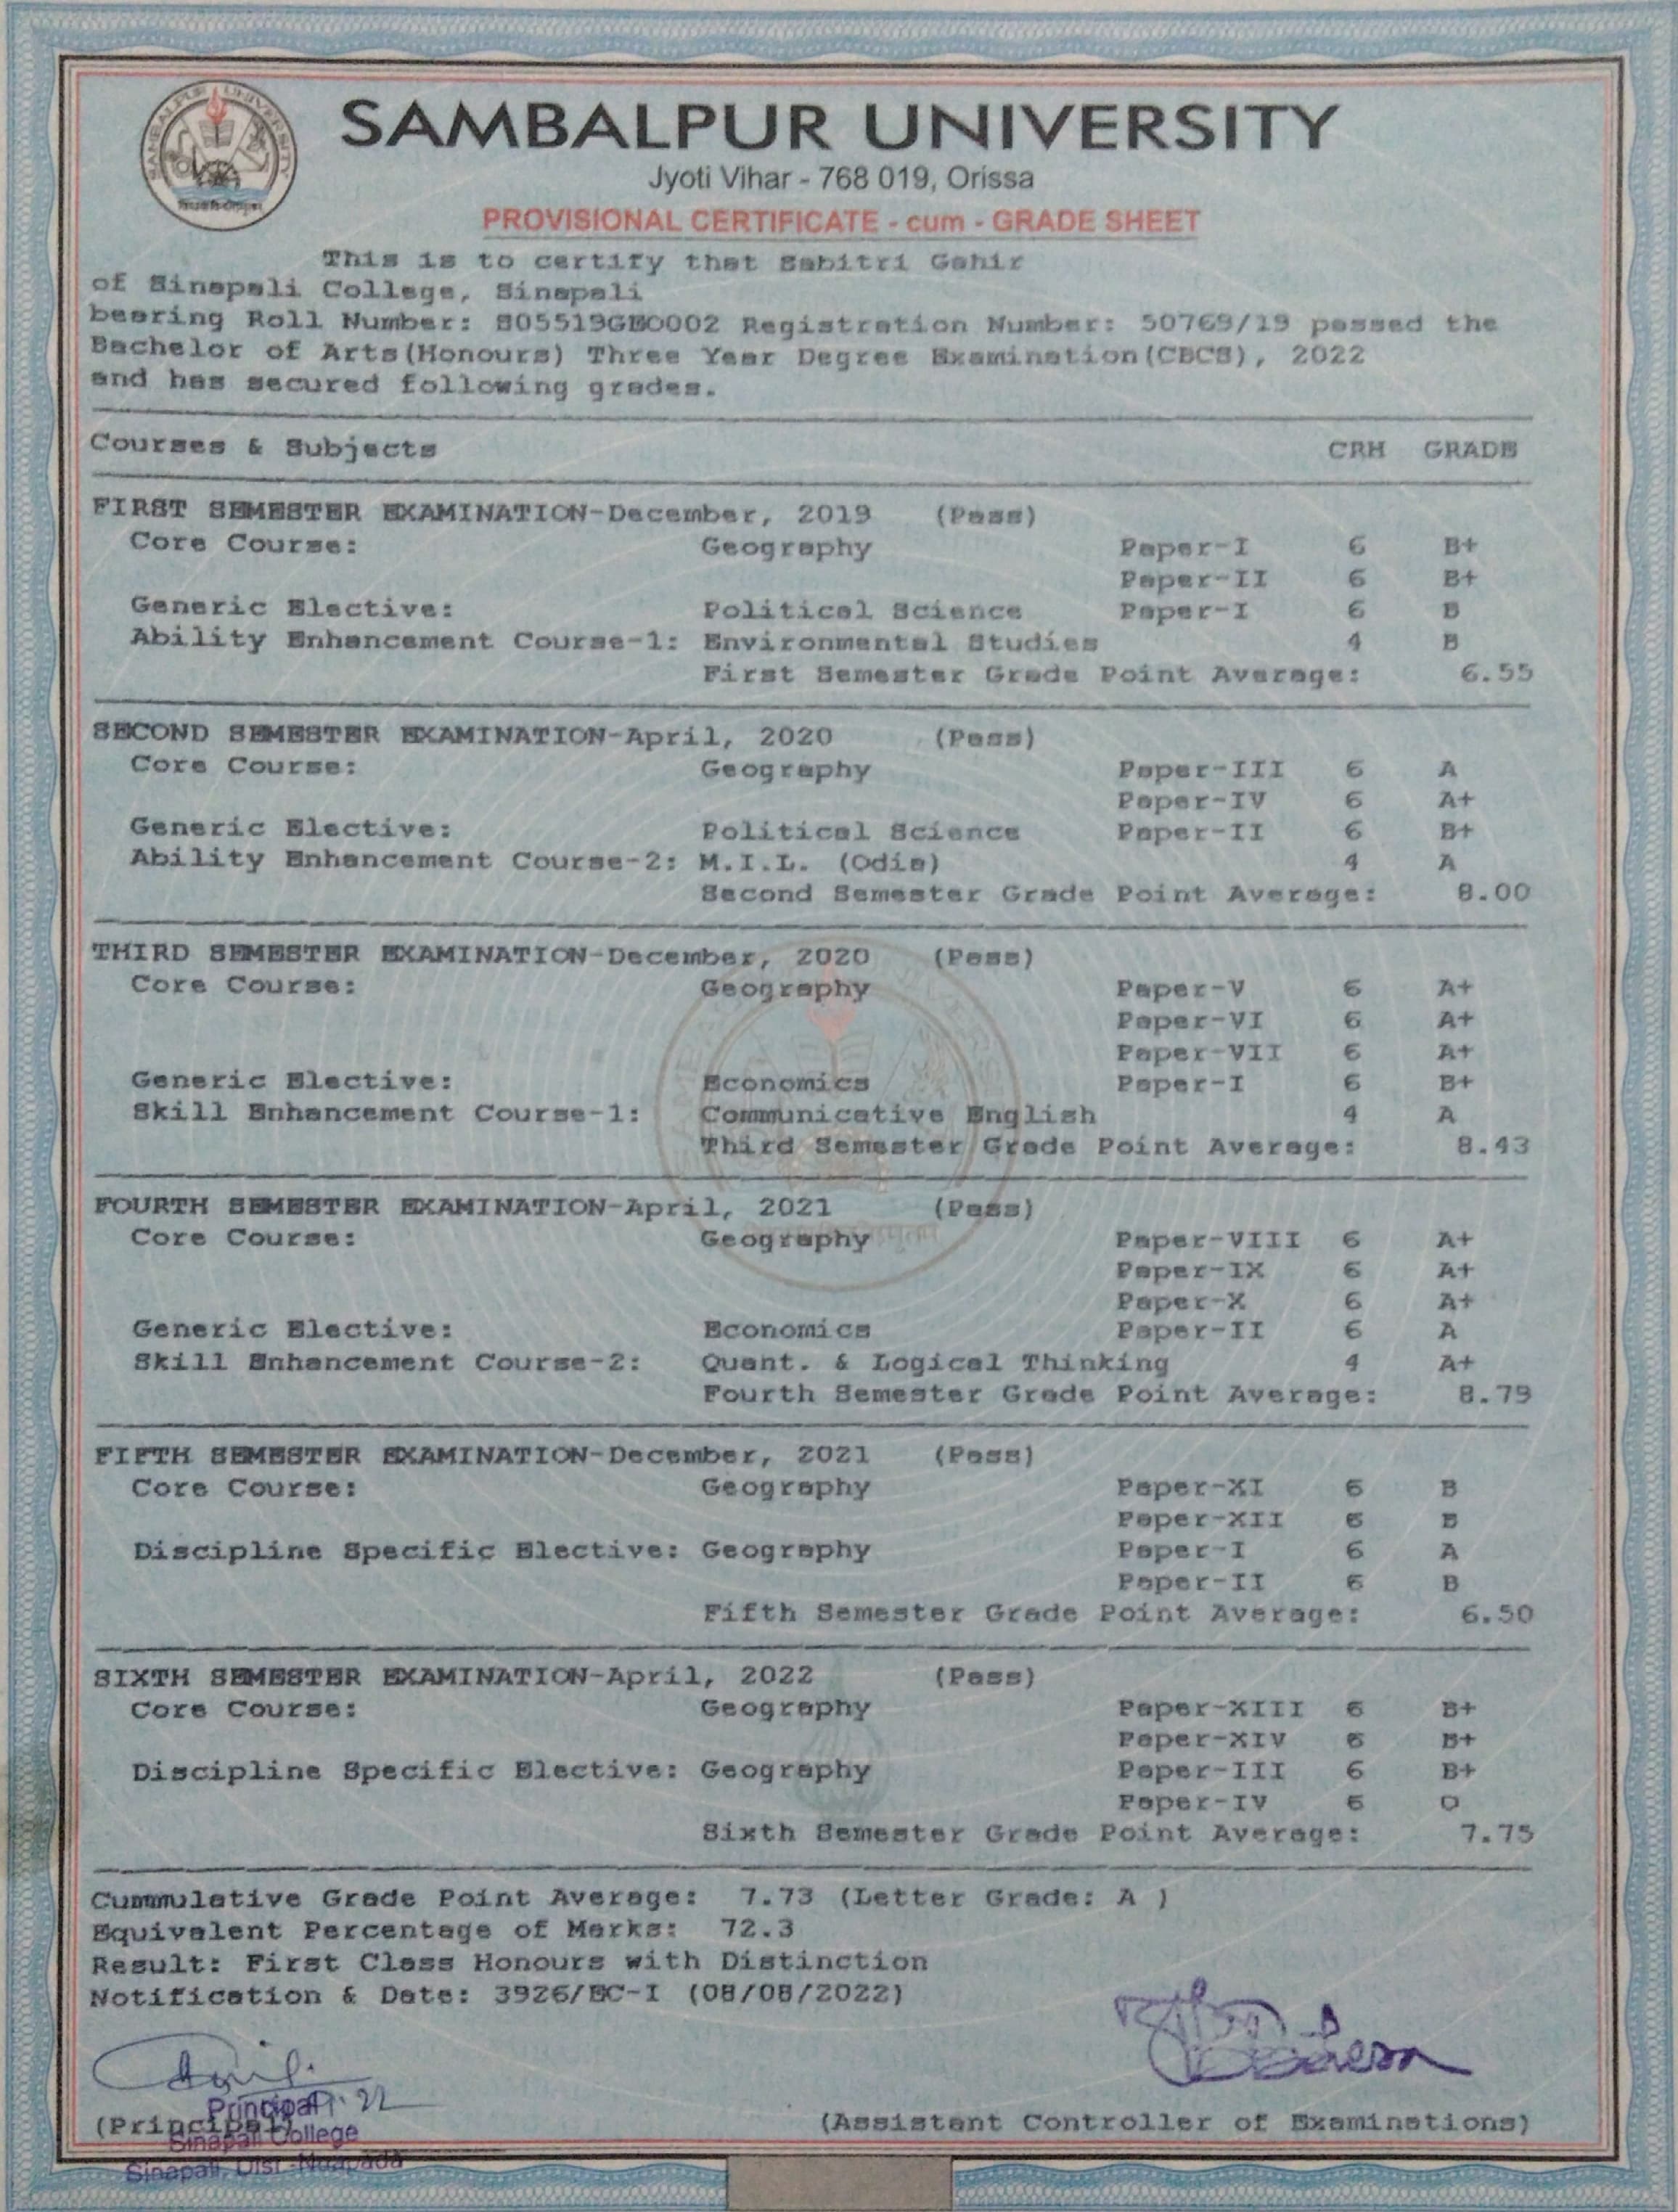 SAMBALPUR UNIVERSITY
SAMBALPUR UNIVERSITY
Jyoti Vihar - 768 019, Orissa
PROVISIONAL CERTIFICATE - cum - GRADE SHEET
This is to certify that Sabitri Gahir
of Sinapali College, Sinapali
bearing Roll Number: S05519GEO002 Registration Number: 50769/19 passed the
Bachelor of Arts(Honours) Three Year Degree Examination(CBCS), 2022
and has secured following grades.
Courses & Subjects CRH GRADE
FIRST SEMESTER EXAMINATION-December, 2019 (Pass)
Core Course: Geography Paper-I 6 B+
Paper-II 6 B+
Generic Elective: Political Science Paper-I 6 B
Ability Enhancement Course-1: Environmental Studies 4 B
First Semester Grade Point Average: 6.55
SECOND SEMESTER EXAMINATION-April, 2020 (Pass)
Core Course: Geography Paper-III 6 A
Paper-IV 6 A+
Generic Elective: Political Science Paper-II 6 B+
Ability Enhancement Course-2: M.I.L. (Odia) 4 A
Second Semester Grade Point Average: 8.00
THIRD SEMESTER EXAMINATION-December, 2020 (Pass)
Core Course: Geography Paper-V 6 A+
Paper-VI 6 A+
Paper-VII 6 A+
Generic Elective: Economics Paper-I 6 B+
Skill Enhancement Course-1: Communicative English 4 A
Third Semester Grade Point Average: 8.43
FOURTH SEMESTER EXAMINATION-April, 2021 (Pass)
Core Course: Geography Paper-VIII 6 A+
Paper-IX 6 A+
Paper-X 6 A+
Generic Elective: Economics Paper-II 6 A
Skill Enhancement Course-2: Quant. & Logical Thinking 4 A+
Fourth Semester Grade Point Average: 8.79
FIFTH SEMESTER EXAMINATION-December, 2021 (Pass)
Core Course: Geography Paper-XI 6 B
Paper-XII 6 B
Discipline Specific Elective: Geography Paper-I 6 A
Paper-II 6 B
Fifth Semester Grade Point Average: 6.50
SIXTH SEMESTER EXAMINATION-April, 2022 (Pass)
Core Course: Geography Paper-XIII 6 B+
Paper-XIV 6 B+
Discipline Specific Elective: Geography Paper-III 6 B+
Paper-IV 6 O
Sixth Semester Grade Point Average: 7.75
Cummulative Grade Point Average: 7.73 (Letter Grade: A )
Equivalent Percentage of Marks: 72.3
Result: First Class Honours with Distinction
Notification & Date: 3926/EC-I (08/08/2022)
Principal
(Principal) (Assistant Controller of Examinations)
Sinapali College
Sinapali, Dist.-Nuapada